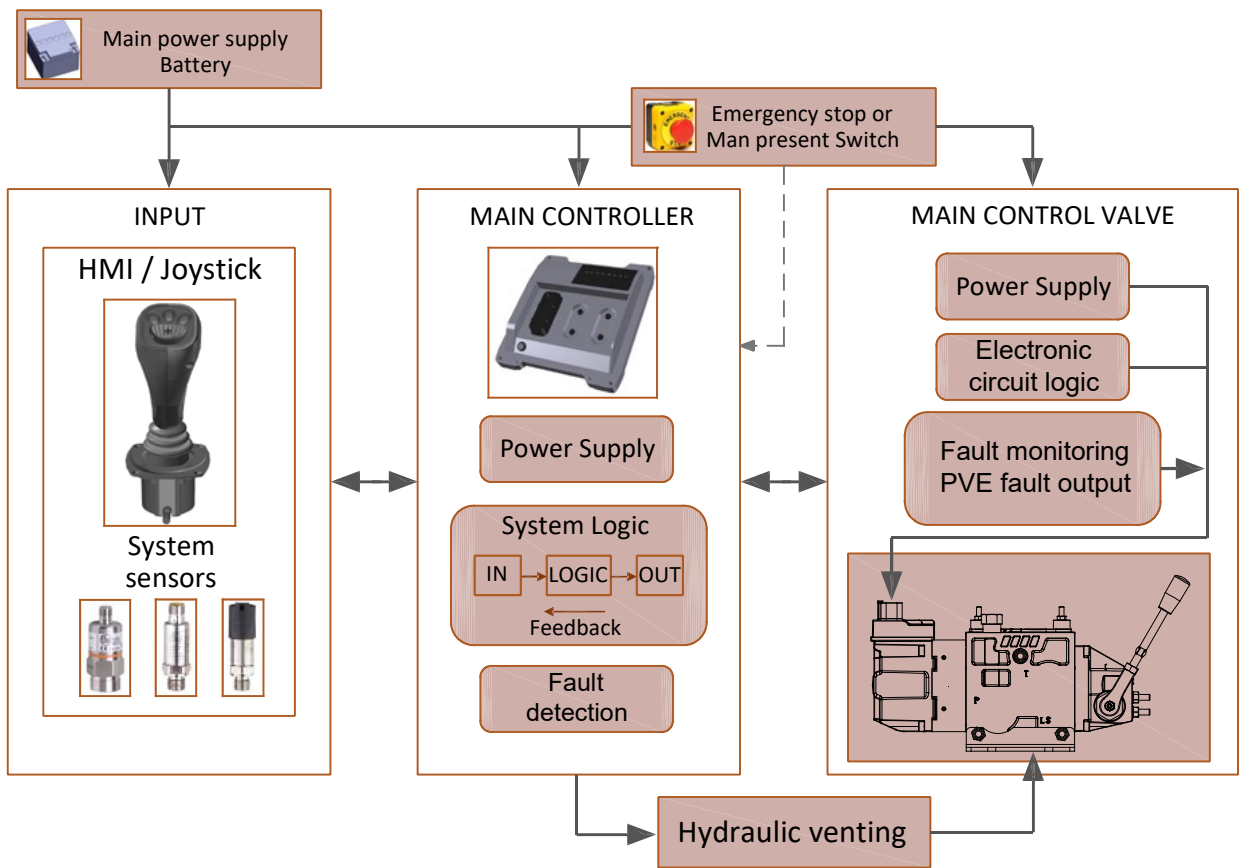 Main power supply
Battery
Emergency stop or
Man present Switch
INPUT
HMI / Joystick
System
sensors
MAIN CONTROLLER
Power Supply
System Logic
IN
LOGIC
OUT
Feedback
Fault
detection
MAIN CONTROL VALVE
Power Supply
Electronic
circuit logic
Fault monitoring
PVE fault output
T
P
LS
Hydraulic venting